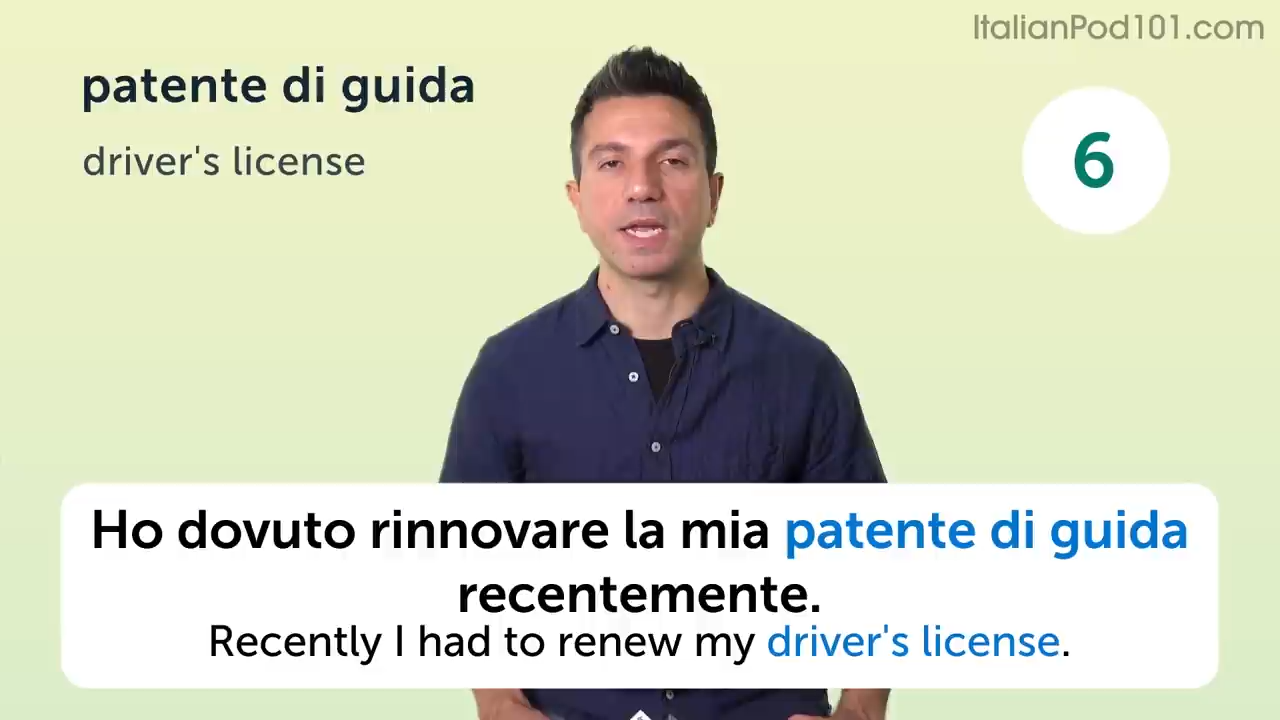 ItalianPod101.com
patente di guida
driver's license
6
Ho dovuto rinnovare la mia patente di guida
recentemente.
Recently I had to renew my driver's license.